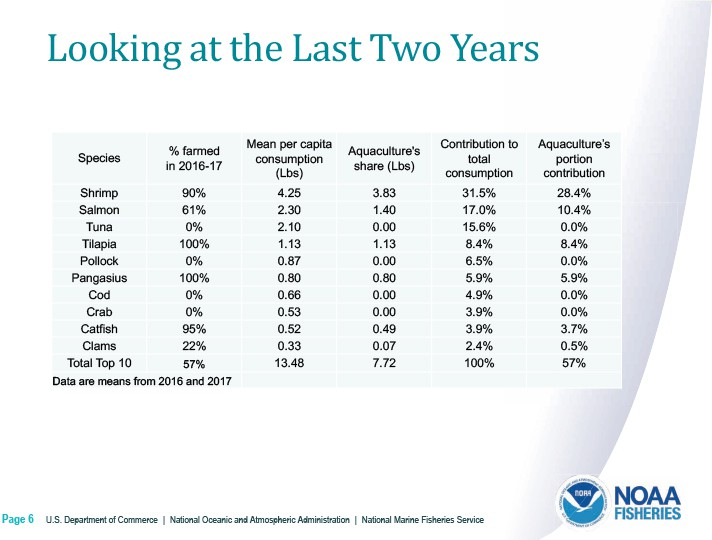 Looking at the Last Two Years
Species % farmed in 2016-17 Mean per capita consumption (Lbs) Aquaculture's share (Lbs) Contribution to total consumption Aquaculture's portion contribution
Shrimp 90% 4.25 3.83 31.5% 28.4%
Salmon 61% 2.30 1.40 17.0% 10.4%
Tuna 0% 2.10 0.00 15.6% 0.0%
Tilapia 100% 1.13 1.13 8.4% 8.4%
Pollock 0% 0.87 0.00 6.5% 0.0%
Pangasius 100% 0.80 0.80 5.9% 5.9%
Cod 0% 0.66 0.00 4.9% 0.0%
Crab 0% 0.53 0.00 3.9% 0.0%
Catfish 95% 0.52 0.49 3.9% 3.7%
Clams 22% 0.33 0.07 2.4% 0.5%
Total Top 10 57% 13.48 7.72 100% 57%
Data are means from 2016 and 2017
NOAA
NOAA
FISHERIES
Page 6 U.S. Department of Commerce | National Oceanic and Atmospheric Administration | National Marine Fisheries Service